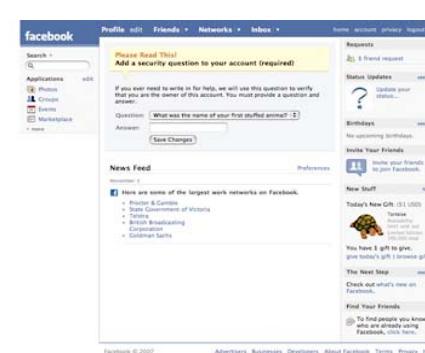 facebook
Profile edit Friends Networks Inbox
home account privacy logout
Search
Applications edit
Photos
Groups
Events
Marketplace
more
Please Read This!
Add a security question to your account (required)
If you ever need to write in for help, we will use this question to verify
that you are the owner of this account. You must provide a question and
answer.
Question: What was the name of your first stuffed animal?
Answer:
Save Changes
News Feed Preferences
November 2
Here are some of the largest work networks on Facebook.
Procter & Gamble
State Government of Victoria
Telstra
British Broadcasting
Corporation
Goldman Sachs
Requests
1 friend request
Status Updates
Update your
status...
Birthdays
No upcoming birthdays.
Invite Your Friends
Invite your friends
to join Facebook.
New Stuff
Today's New Gift ($1 USD)
Tortoise
You have 1 gift to give.
give today's gift | browse
The Next Step
Check out what's new on
Facebook.
Find Your Friends
To find people you know
who are already using
Facebook, click here.
Facebook © 2007
Advertisers Businesses Developers About Facebook Terms Privacy